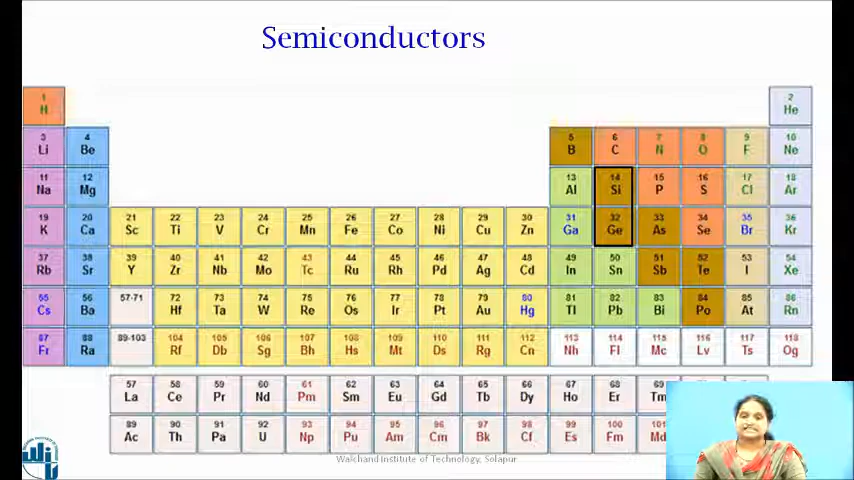 Semiconductors
1 2
H He
3 4 5 6 7 8 9 10
Li Be B C N O F Ne
11 12 13 14 15 16 17 18
Na Mg Al Si P S Cl Ar
19 20 21 22 23 24 25 26 27 28 29 30 31 32 33 34 35 36
K Ca Sc Ti V Cr Mn Fe Co Ni Cu Zn Ga Ge As Se Br Kr
37 38 39 40 41 42 43 44 45 46 47 48 49 50 51 52 53 54
Rb Sr Y Zr Nb Mo Tc Ru Rh Pd Ag Cd In Sn Sb Te I Xe
55 56 57-71 72 73 74 75 76 77 78 79 80 81 82 83 84 85 86
Cs Ba Hf Ta W Re Os Ir Pt Au Hg Tl Pb Bi Po At Rn
87 88 89-103 104 105 106 107 108 109 110 111 112 113 114 115 116 117 118
Fr Ra Rf Db Sg Bh Hs Mt Ds Rg Cn Nh Fl Mc Lv Ts Og
57 58 59 60 61 62 63 64 65 66 67 68 69
La Ce Pr Nd Pm Sm Eu Gd Tb Dy Ho Er Tm
89 90 91 92 93 94 95 96 97 98 99 100 101
Ac Th Pa U Np Pu Am Cm Bk Cf Es Fm Md
Walchand Institute of Technology, Solapur